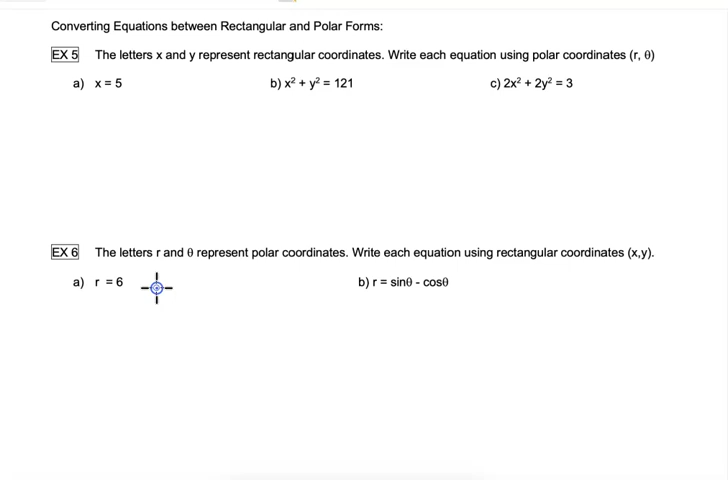 Converting Equations between Rectangular and Polar Forms:
EX 5 The letters x and y represent rectangular coordinates. Write each equation using polar coordinates (r, θ)
a) x = 5 b) x² + y² = 121 c) 2x² + 2y² = 3
EX 6 The letters r and θ represent polar coordinates. Write each equation using rectangular coordinates (x,y).
a) r = 6 b) r = sinθ - cosθ